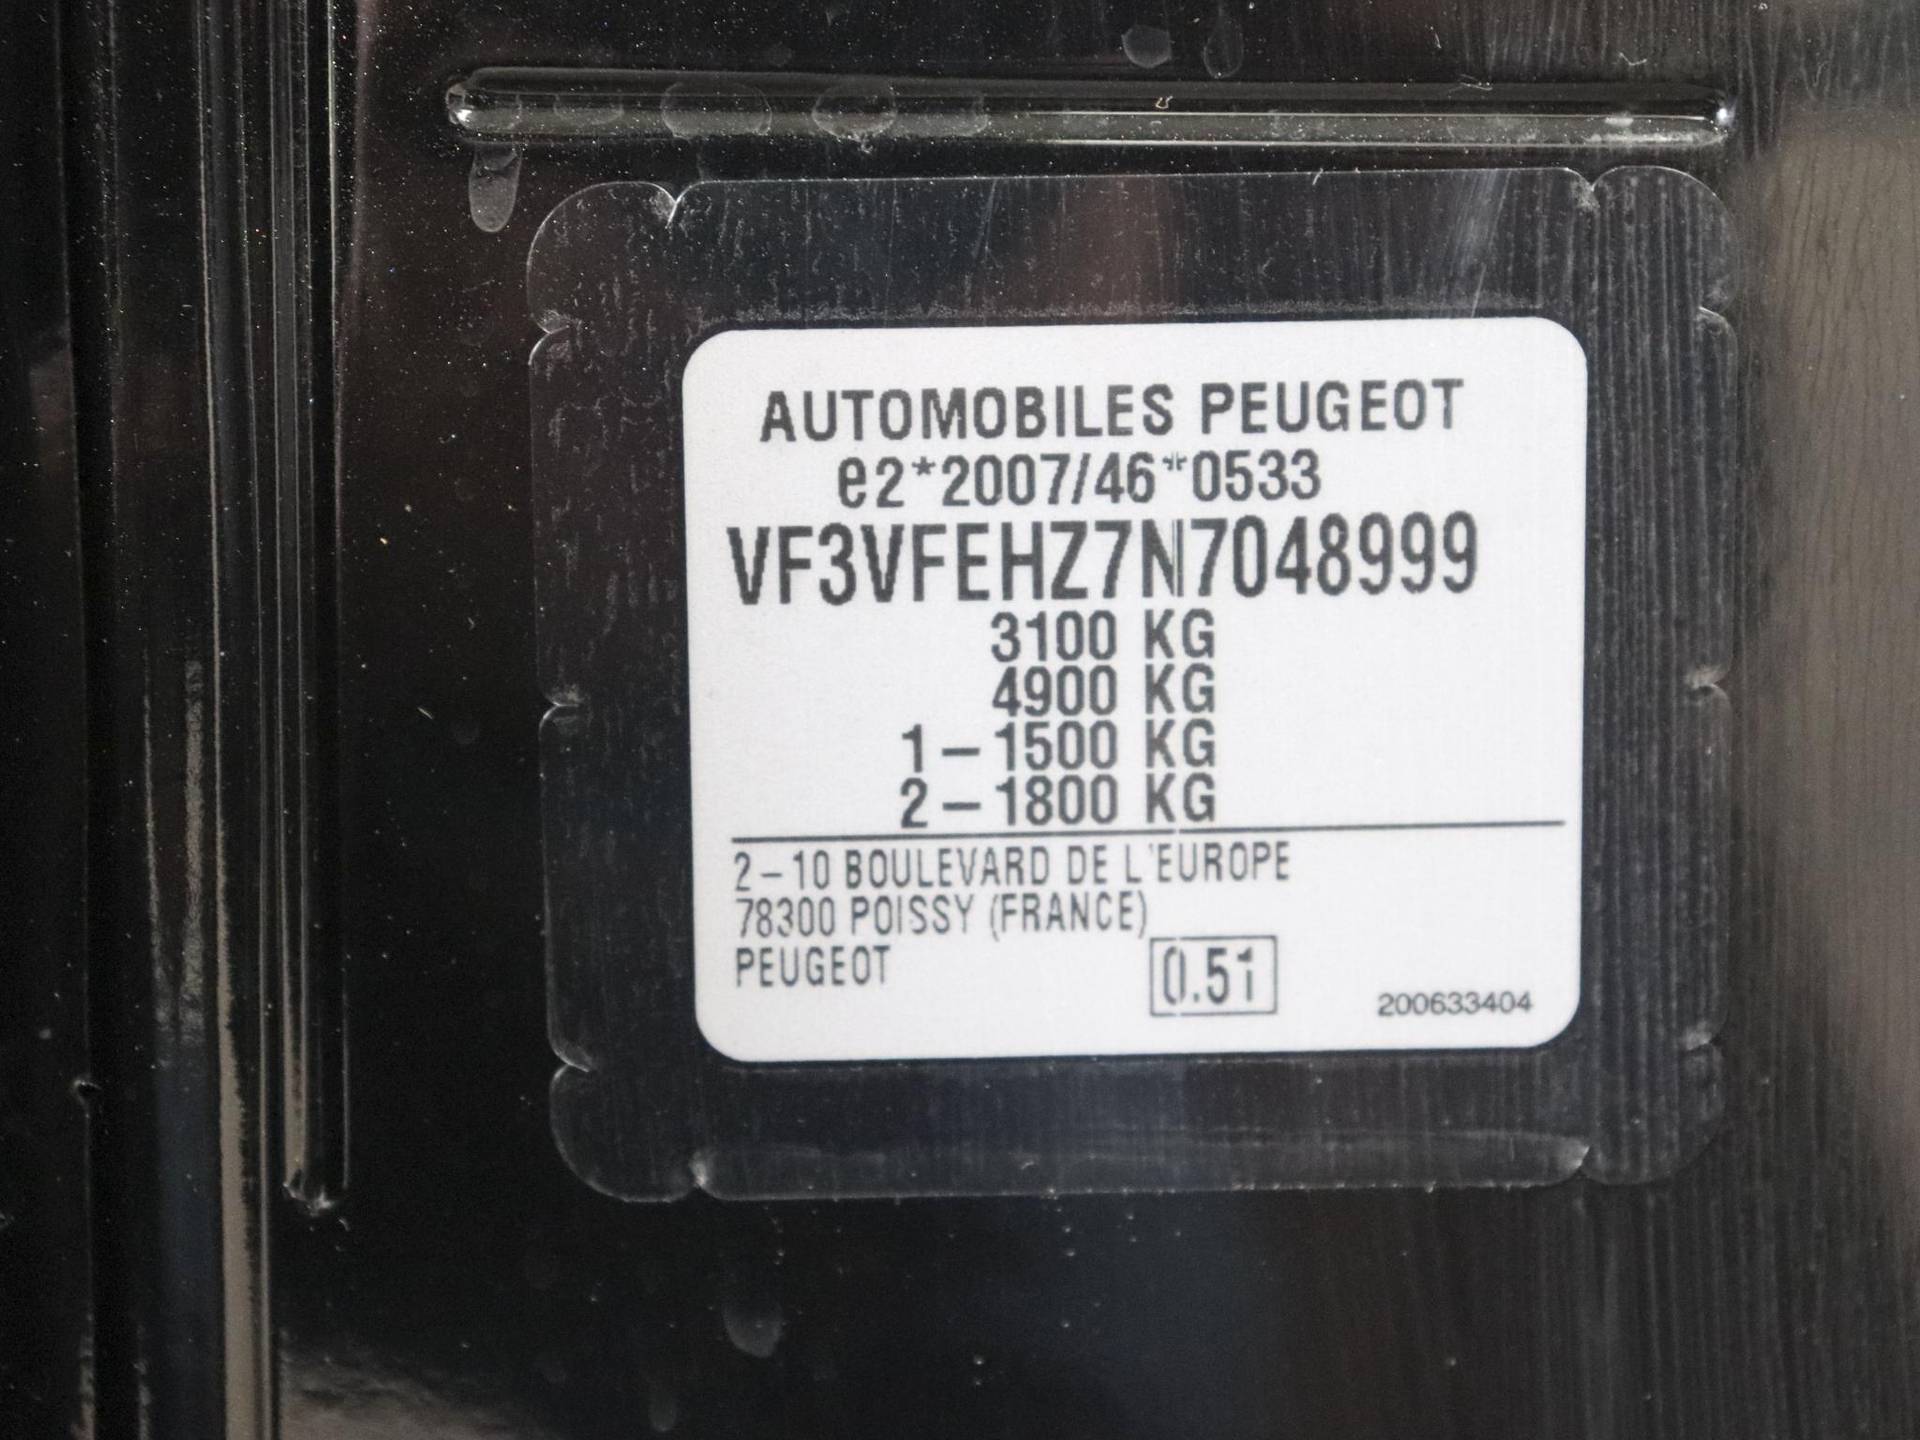 AUTOMOBILES PEUGEOT
e2*2007/46*0533
VF3VFEHZ7N7048999
3100 KG
4900 KG
1-1500 KG
2-1800 KG
2-10 BOULEVARD DE L'EUROPE
78300 POISSY (FRANCE)
PEUGEOT
0.51
200633404